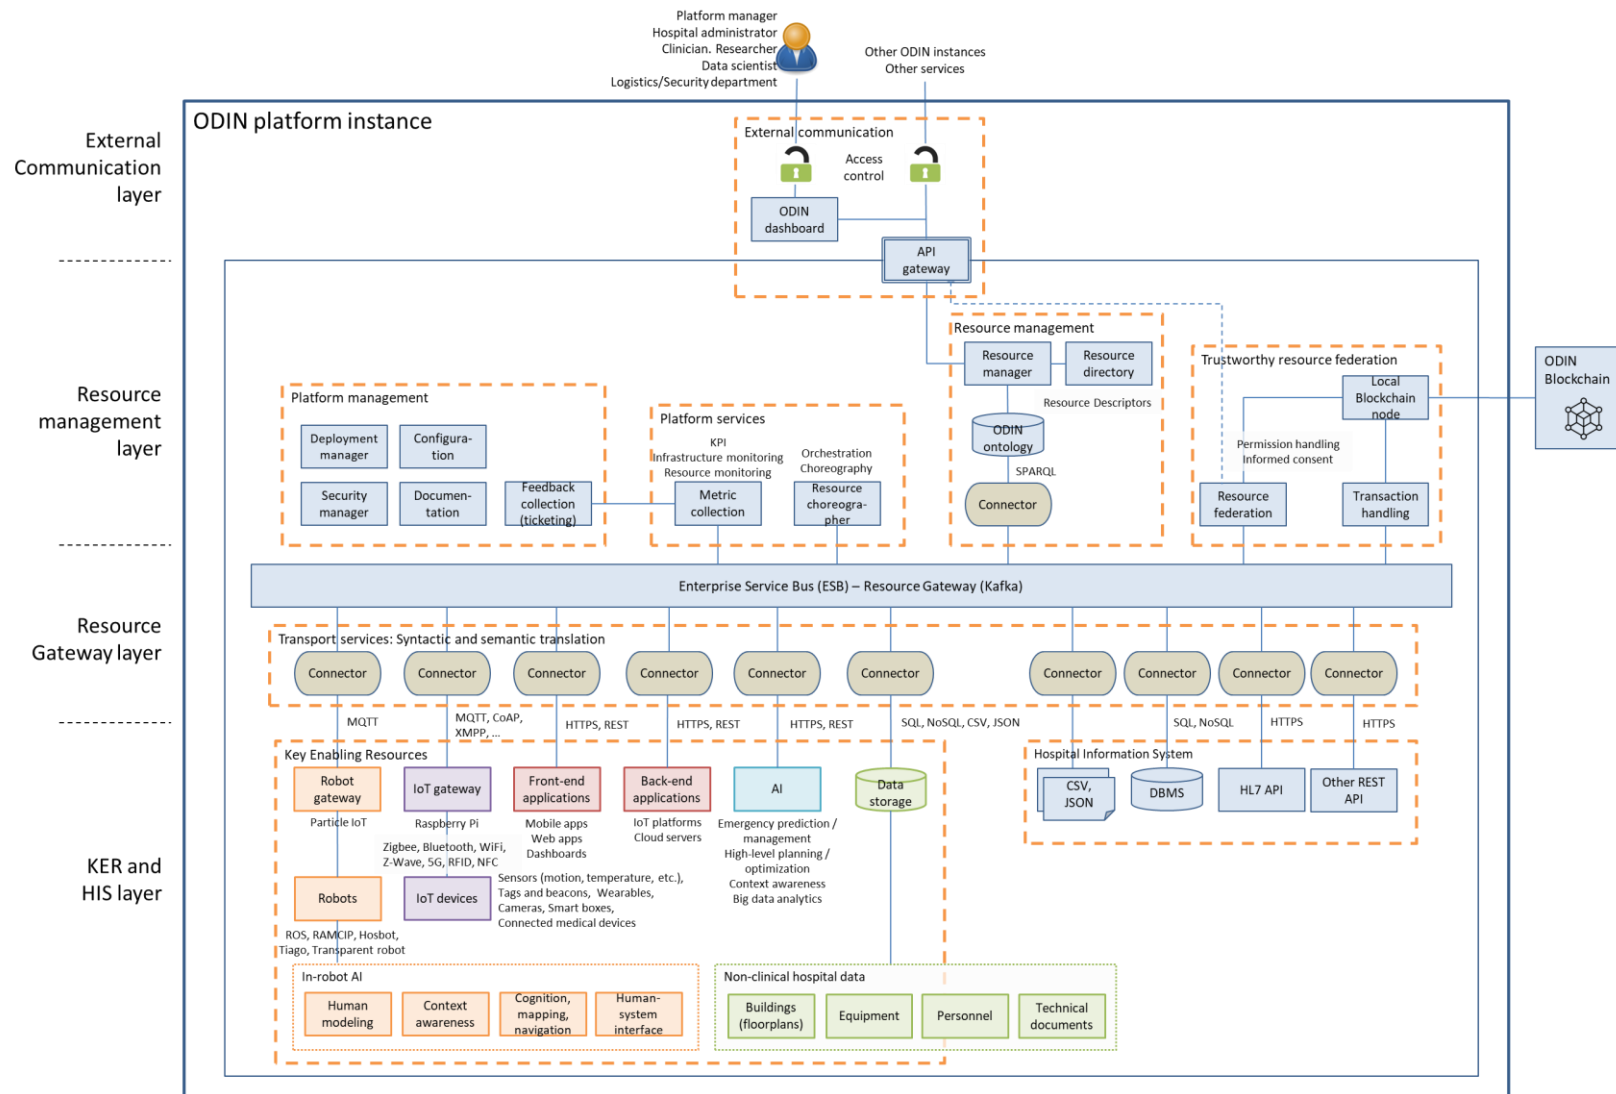 Platform manager
Hospital administrator
Clinician. Researcher
Data scientist
Logistics/Security department
Other ODIN instances
Other services
ODIN platform instance
External
Communication
layer
External communication
Access
control
ODIN
dashboard
API
gateway
Resource
management
layer
Resource management
Resource
manager
Resource
directory
Resource Descriptors
ODIN
ontology
SPARQL
Connector
Trustworthy resource federation
Local
Blockchain
node
Permission handling
Informed consent
Resource
federation
Transaction
handling
ODIN
Blockchain
Platform management
Deployment
manager
Configura-
tion
Security
manager
Documen-
tation
Feedback
collection
(ticketing)
Platform services
KPI
Infrastructure monitoring
Resource monitoring
Orchestration
Choreography
Metric
collection
Resource
choreogra-
pher
Enterprise Service Bus (ESB) – Resource Gateway (Kafka)
Resource
Gateway layer
Transport services: Syntactic and semantic translation
Connector
Connector
Connector
Connector
Connector
Connector
Connector
Connector
Connector
Connector
MQTT
MQTT, CoAP,
XMPP, ...
HTTPS, REST
HTTPS, REST
HTTPS, REST
SQL, NoSQL, CSV, JSON
SQL, NoSQL
HTTPS
HTTPS
KER and
HIS layer
Key Enabling Resources
Robot
gateway
Particle IoT
IoT gateway
Raspberry Pi
Zigbee, Bluetooth, WiFi,
Z-Wave, 5G, RFID, NFC
Front-end
applications
Mobile apps
Web apps
Dashboards
Back-end
applications
IoT platforms
Cloud servers
AI
Emergency prediction /
management
High-level planning /
optimization
Context awareness
Big data analytics
Data
storage
Hospital Information System
CSV,
JSON
DBMS
HL7 API
Other REST
API
Robots
ROS, RAMCIP, Hosbot,
Tiago, Transparent robot
IoT devices
Sensors (motion, temperature, etc.),
Tags and beacons, Wearables,
Cameras, Smart boxes,
Connected medical devices
In-robot AI
Human
modeling
Context
awareness
Cognition,
mapping,
navigation
Human-
system
interface
Non-clinical hospital data
Buildings
(floorplans)
Equipment
Personnel
Technical
documents